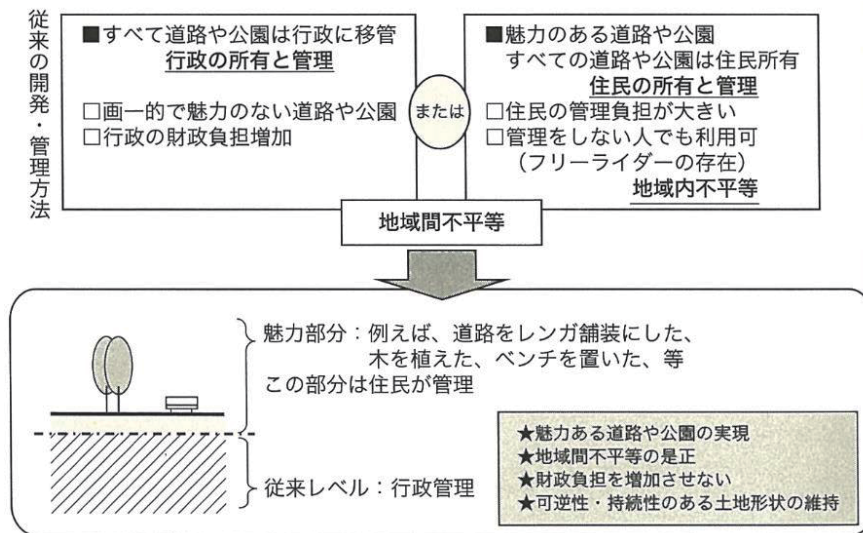 従来の開発・管理方法
■すべて道路や公園は行政に移管
行政の所有と管理
□画一的で魅力のない道路や公園
□行政の財政負担増加
または
■魅力のある道路や公園
すべての道路や公園は住民所有
住民の所有と管理
□住民の管理負担が大きい
□管理をしない人でも利用可
（フリーライダーの存在）
地域内不平等
地域間不平等
魅力部分：例えば、道路をレンガ舗装にした、
木を植えた、ベンチを置いた、等
この部分は住民が管理
従来レベル：行政管理
★魅力ある道路や公園の実現
★地域間不平等の是正
★財政負担を増加させない
★可逆性・持続性のある土地形状の維持